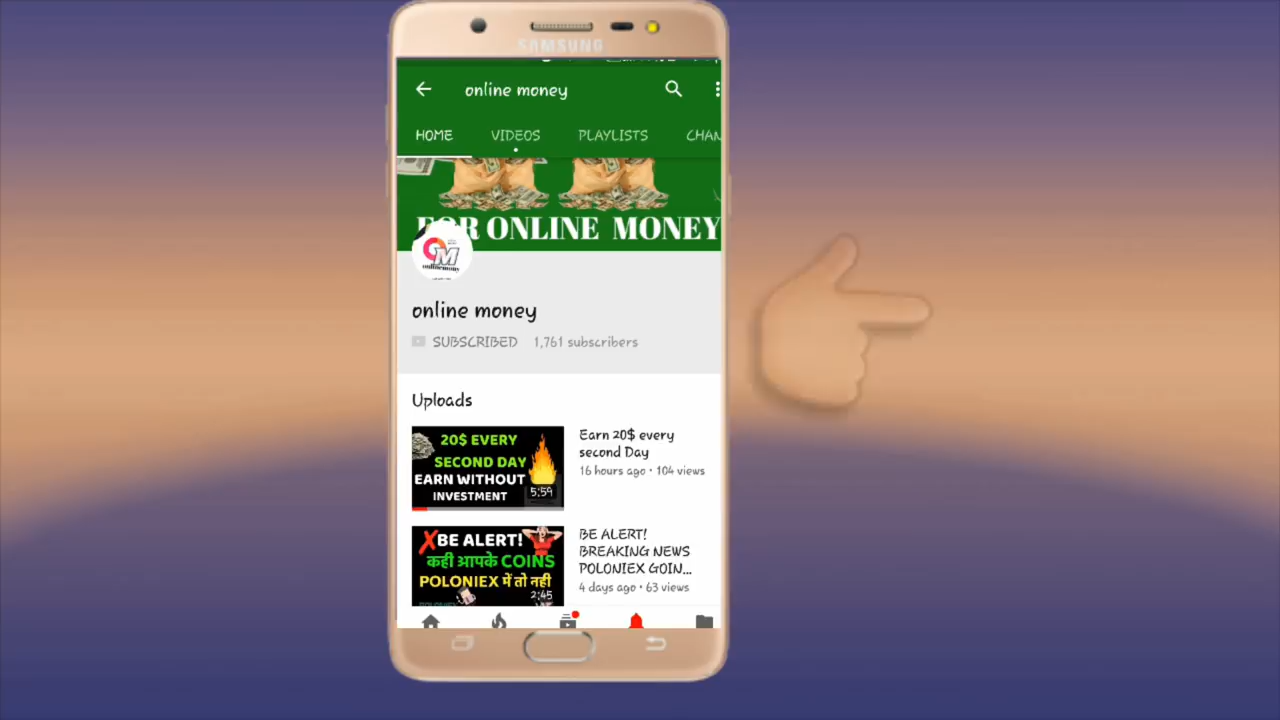 SAMSUNG
online money
HOME VIDEOS PLAYLISTS CHAN
FOR ONLINE MONEY
OM
online money
SUBSCRIBED 1,761 subscribers
Uploads
20$ EVERY
SECOND DAY
EARN WITHOUT
INVESTMENT
5:59
Earn 20$ every
second Day
16 hours ago • 104 views
BE ALERT!
कही आपके COINS
POLONIEX में तो नही
2:45
BE ALERT!
BREAKING NEWS
POLONIEX GOIN...
4 days ago • 63 views